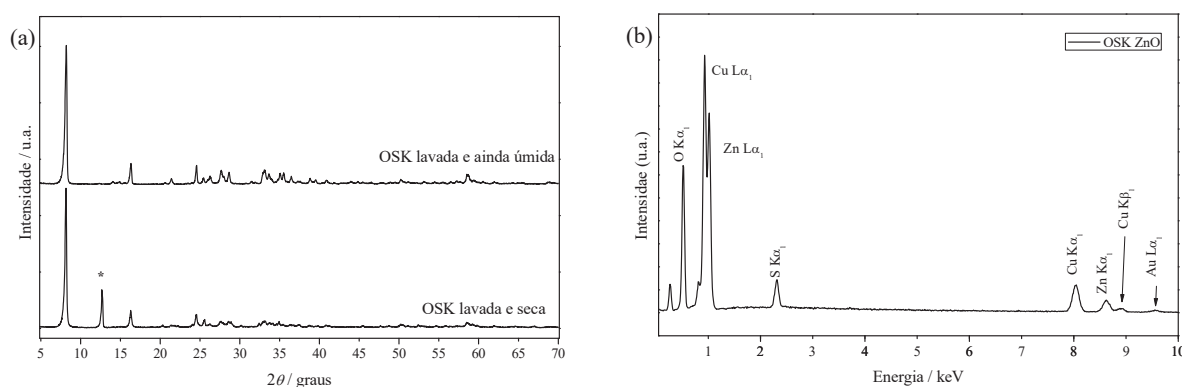 (a)
Intensidade / u.a.
OSK lavada e ainda úmida
*
OSK lavada e seca
5 10 15 20 25 30 35 40 45 50 55 60 65 70
2θ / graus
(b)
OSK ZnO
Intensidae (u.a.)
O Kα1
Cu Lα1
Zn Lα1
S Kα1
Cu Kα1
Zn Kα1
Cu Kβ1
Au Lα1
1 2 3 4 5 6 7 8 9 10
Energia / keV